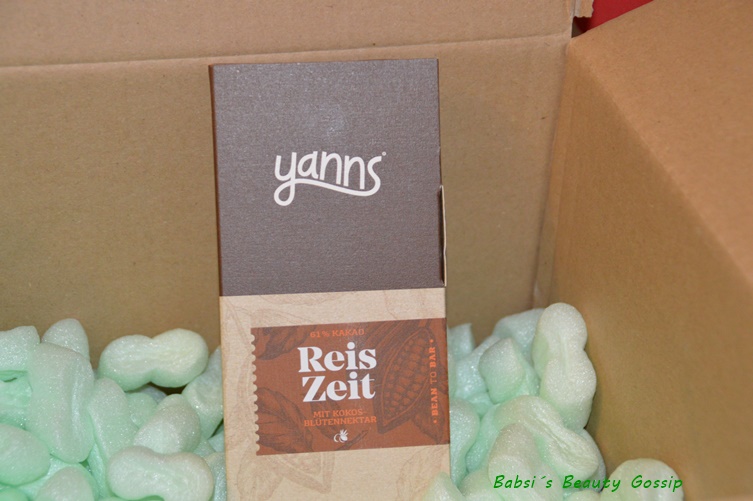 yanns®
61% KAKAO
Reis
Zeit
MIT KOKOS-
BLÜTENNEKTAR
• BEAN TO BAR •
Babsi´s Beauty Gossip